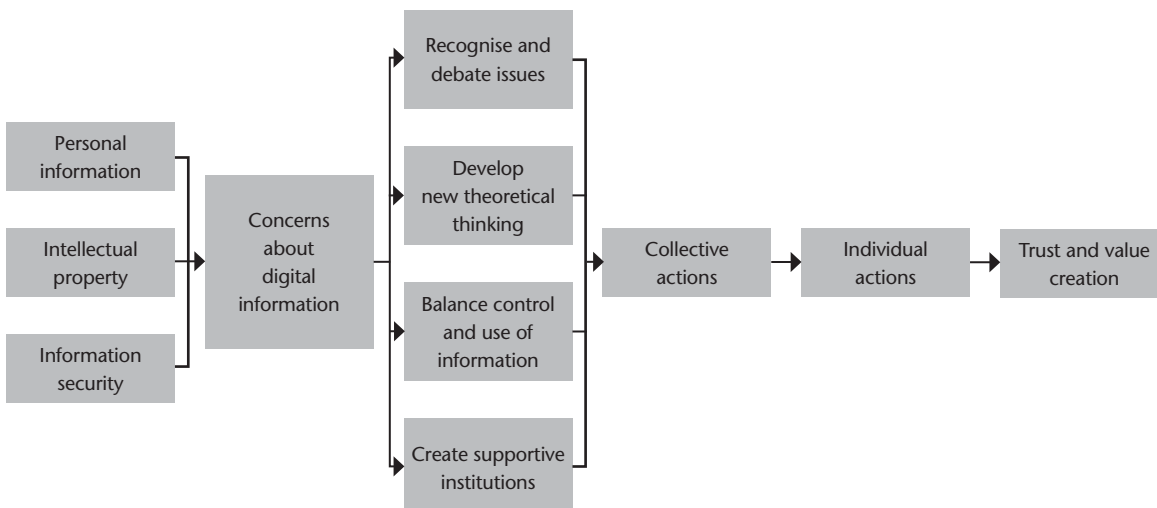 Personal
information
Intellectual
property
Information
security
Concerns
about
digital
information
Recognise and
debate issues
Develop
new theoretical
thinking
Balance control
and use of
information
Create supportive
institutions
Collective
actions
Individual
actions
Trust and value
creation